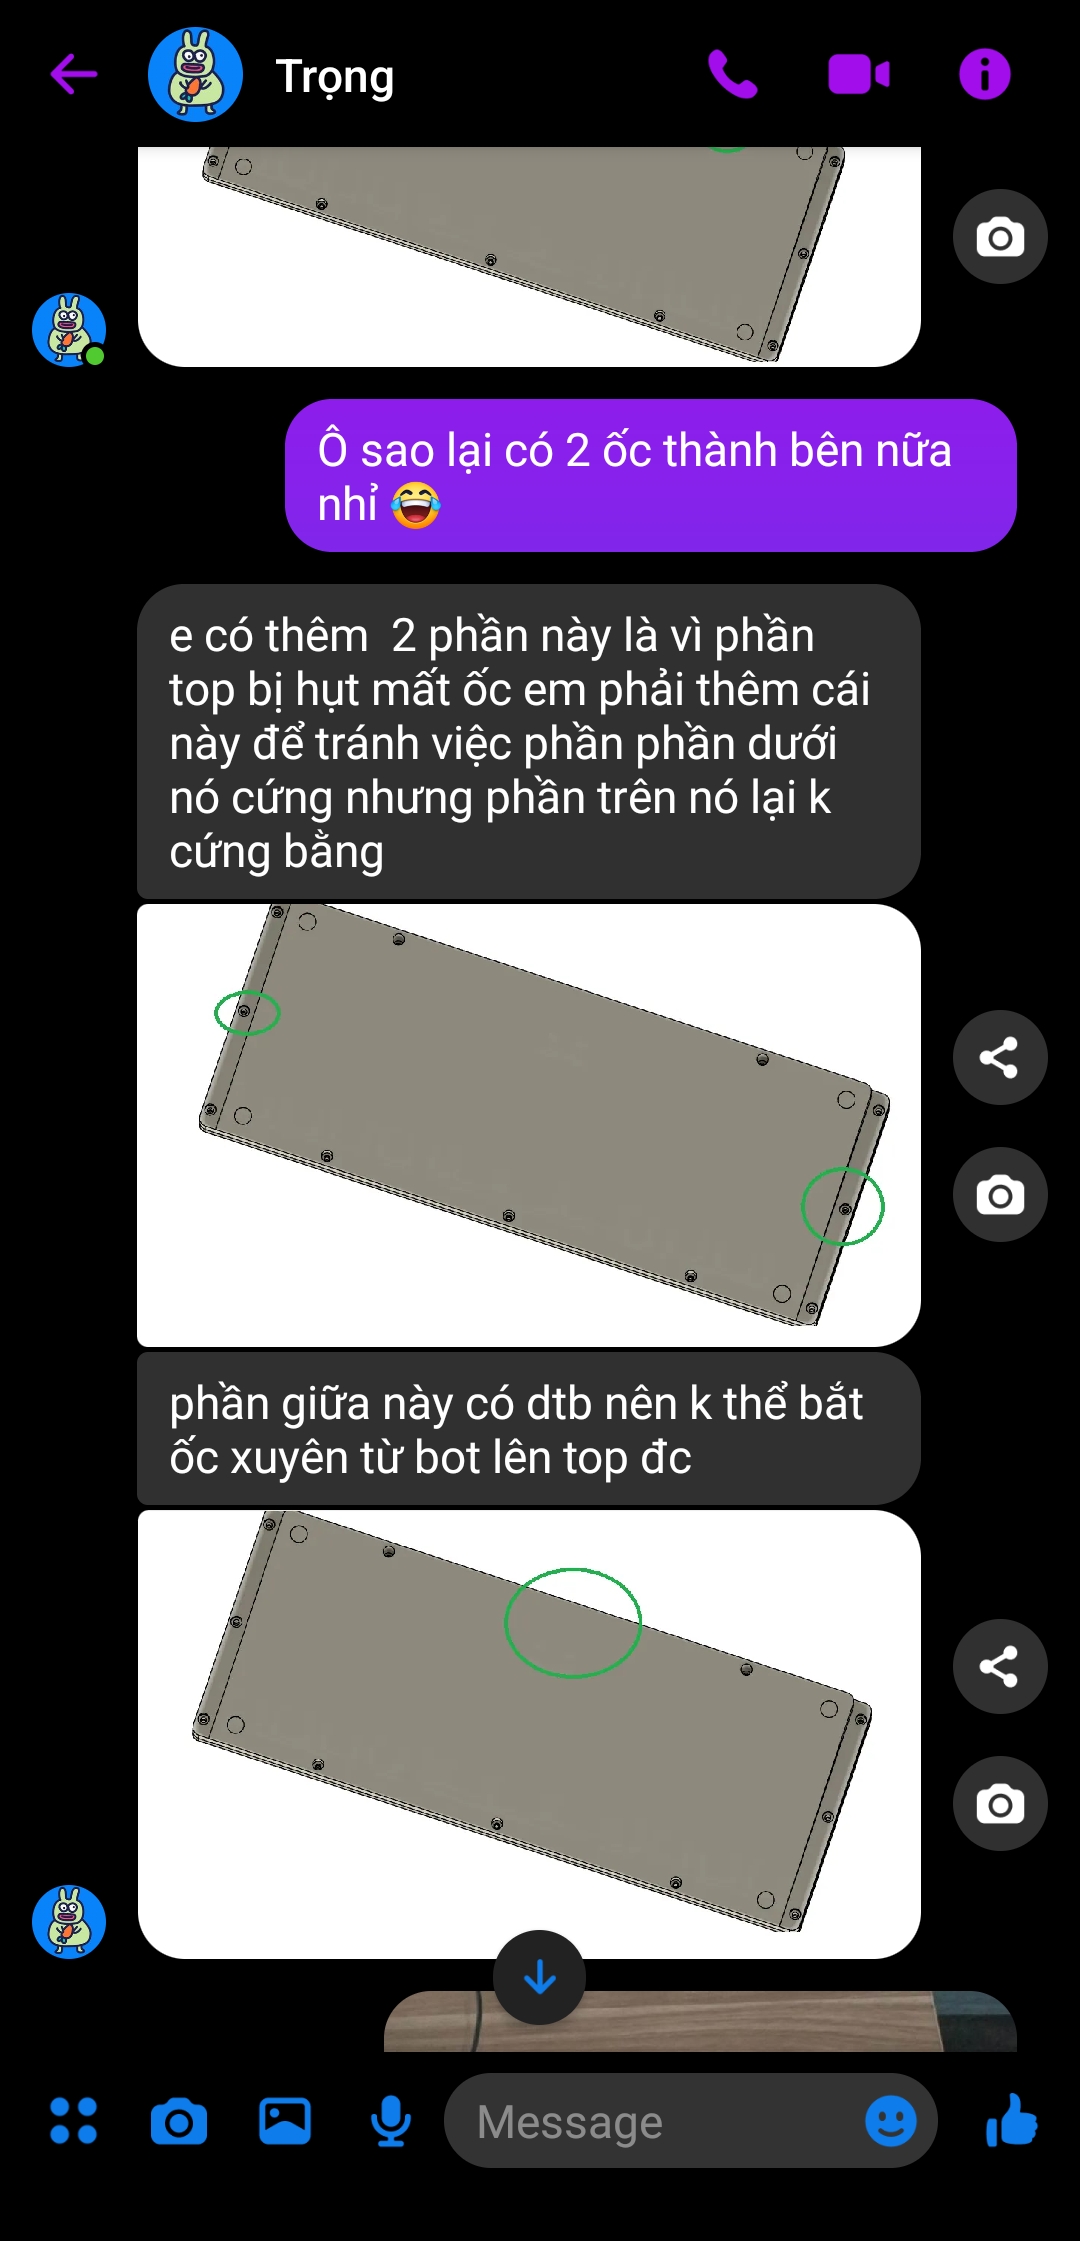 Trọng
Ô sao lại có 2 ốc thành bên nữa
nhỉ 😂
e có thêm  2 phần này là vì phần
top bị hụt mất ốc em phải thêm cái
này để tránh việc phần phần dưới
nó cứng nhưng phần trên nó lại k
cứng bằng
phần giữa này có dtb nên k thể bắt
ốc xuyên từ bot lên top đc
Message